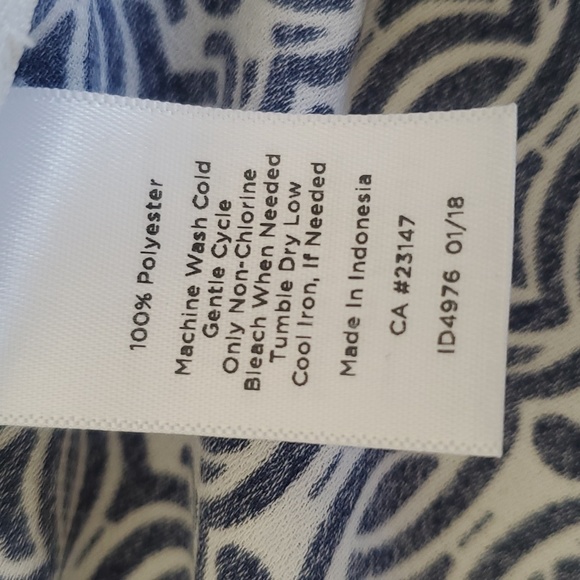 100% Polyester
Machine Wash Cold
Gentle Cycle
Only Non-Chlorine
Bleach When Needed
Tumble Dry Low
Cool Iron, If Needed
Made In Indonesia
CA #23147
ID4976 01/18